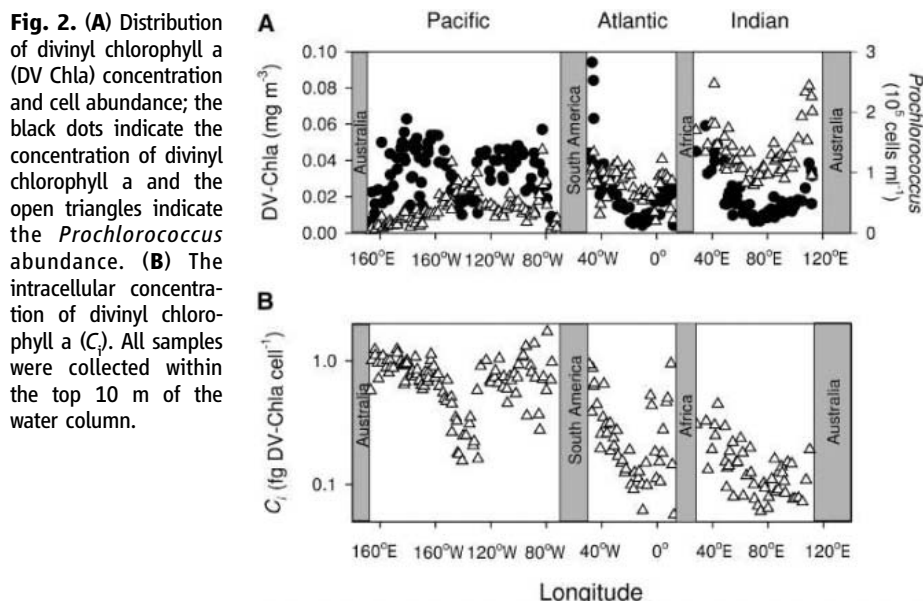 Fig. 2. (A) Distribution
of divinyl chlorophyll a
(DV Chla) concentration
and cell abundance; the
black dots indicate the
concentration of divinyl
chlorophyll a and the
open triangles indicate
the Prochlorococcus
abundance. (B) The
intracellular concentra-
tion of divinyl chloro-
phyll a (Ci). All samples
were collected within
the top 10 m of the
water column.
A
Pacific
Atlantic
Indian
DV-Chla (mg m-3)
0.10
0.08
0.06
0.04
0.02
0.00
Australia
South America
Africa
Australia
3
2
1
0
Prochlorococcus
(10⁵ cells ml⁻¹)
160°E
160°W
120°W
80°W
40°W
0°
40°E
80°E
120°E
B
Ci (fg DV-Chla cell⁻¹)
1.0
0.1
Australia
South America
Africa
Australia
160°E
160°W
120°W
80°W
40°W
0°
40°E
80°E
120°E
Longitude